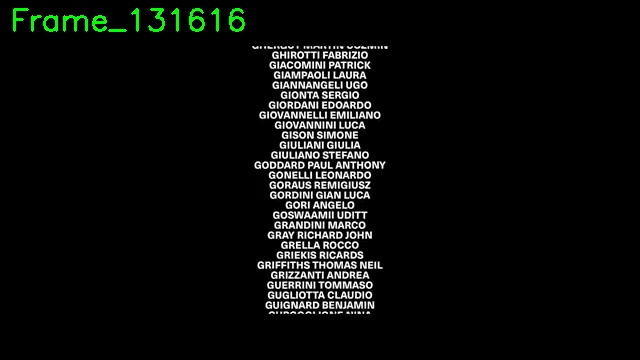 Frame_131616
GHIROTTI FABRIZIO
GIACOMINI PATRICK
GIAMPAOLI LAURA
GIANNANGELI UGO
GIONTA SERGIO
GIORDANI EDOARDO
GIOVANNELLI EMILIANO
GIOVANNINI LUCA
GISON SIMONE
GIULIANI GIULIA
GIULIANO STEFANO
GODDARD PAUL ANTHONY
GONELLI LEONARDO
GORAUS REMIGIUSZ
GORDINI GIAN LUCA
GORI ANGELO
GOSWAAMII UDITT
GRANDINI MARCO
GRAY RICHARD JOHN
GRELLA ROCCO
GRIEKIS RICARDS
GRIFFITHS THOMAS NEIL
GRIZZANTI ANDREA
GUERRINI TOMMASO
GUGLIOTTA CLAUDIO
GUIGNARD BENJAMIN